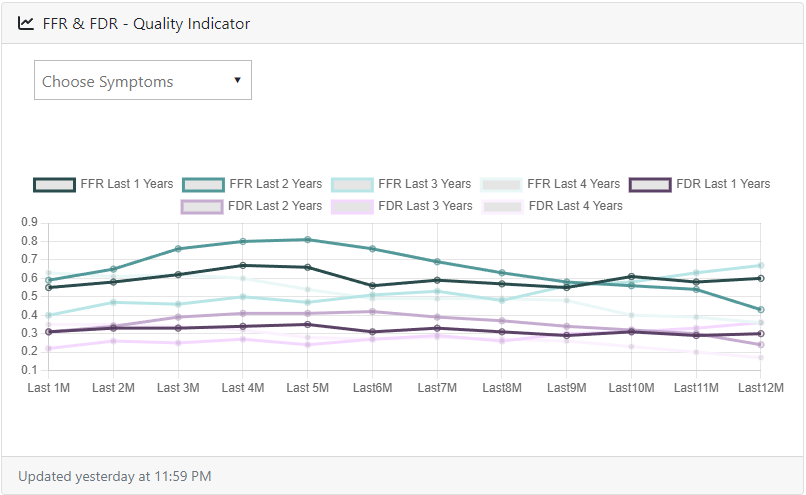 FFR & FDR - Quality Indicator
Choose Symptoms
FFR Last 1 Years FFR Last 2 Years FFR Last 3 Years FFR Last 4 Years FDR Last 1 Years
FDR Last 2 Years FDR Last 3 Years FDR Last 4 Years
0.9
0.8
0.7
0.6
0.5
0.4
0.3
0.2
0.1
Last 1M Last 2M Last 3M Last 4M Last 5M Last6M Last7M Last8M Last9M Last10M Last11M Last12M
Updated yesterday at 11:59 PM